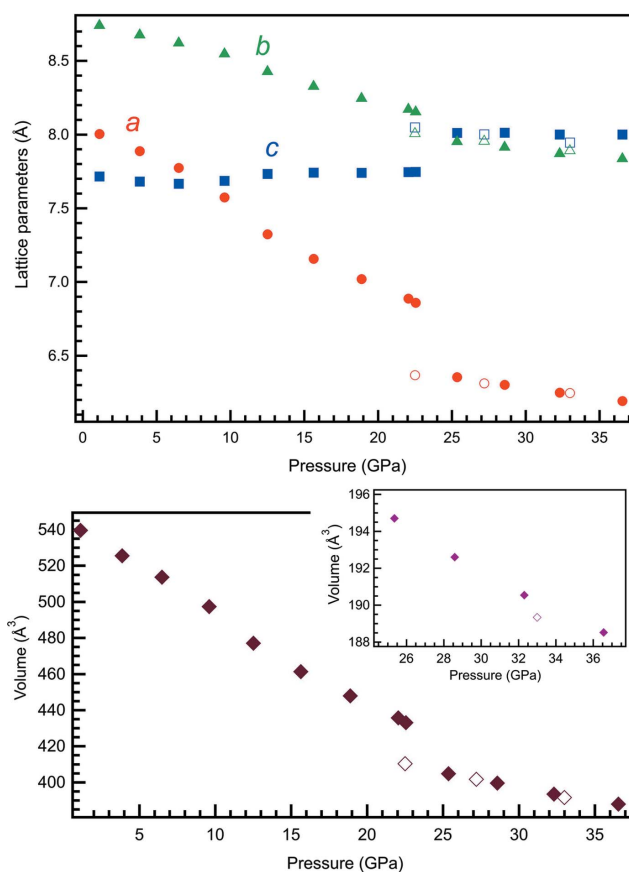 8.5
8.0
7.5
7.0
6.5
Lattice parameters (Å)
b
a
c
0 5 10 15 20 25 30 35
Pressure (GPa)
540
520
500
480
460
440
420
400
Volume (Å3)
5 10 15 20 25 30 35
Pressure (GPa)
196
194
192
190
188
Volume (Å3)
26 28 30 32 34 36
Pressure (GPa)